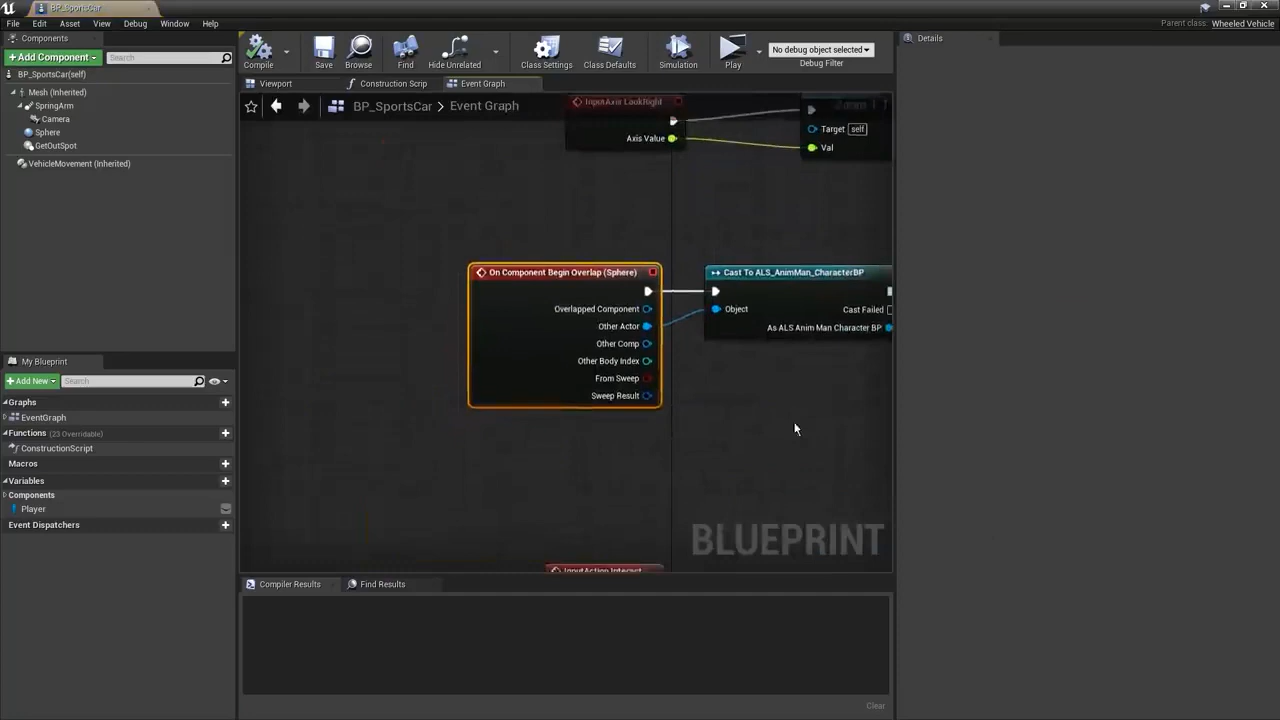 BP_SportsCar
File Edit Asset View Debug Window Help
Parent class: Wheeled Vehicle
Components
Details
+Add Component
Search
BP_SportsCar(self)
Mesh (Inherited)
SpringArm
Camera
Sphere
GetOutSpot
VehicleMovement (Inherited)
Compile
Save
Browse
Find
Hide Unrelated
Class Settings
Class Defaults
Simulation
Play
No debug object selected
Debug Filter
Viewport
Construction Scrip
Event Graph
BP_SportsCar > Event Graph
InputAxis LookRight
Axis Value
Target self
Val
On Component Begin Overlap (Sphere)
Overlapped Component
Other Actor
Other Comp
Other Body Index
From Sweep
Sweep Result
Cast To ALS_AnimMan_CharacterBP
Object
Cast Failed
As ALS Anim Man Character BP
InputAction Interact
BLUEPRINT
My Blueprint
+Add New
Search
Graphs
EventGraph
Functions (23 Overridable)
ConstructionScript
Macros
Variables
Components
Player
Event Dispatchers
Compiler Results
Find Results
Clear